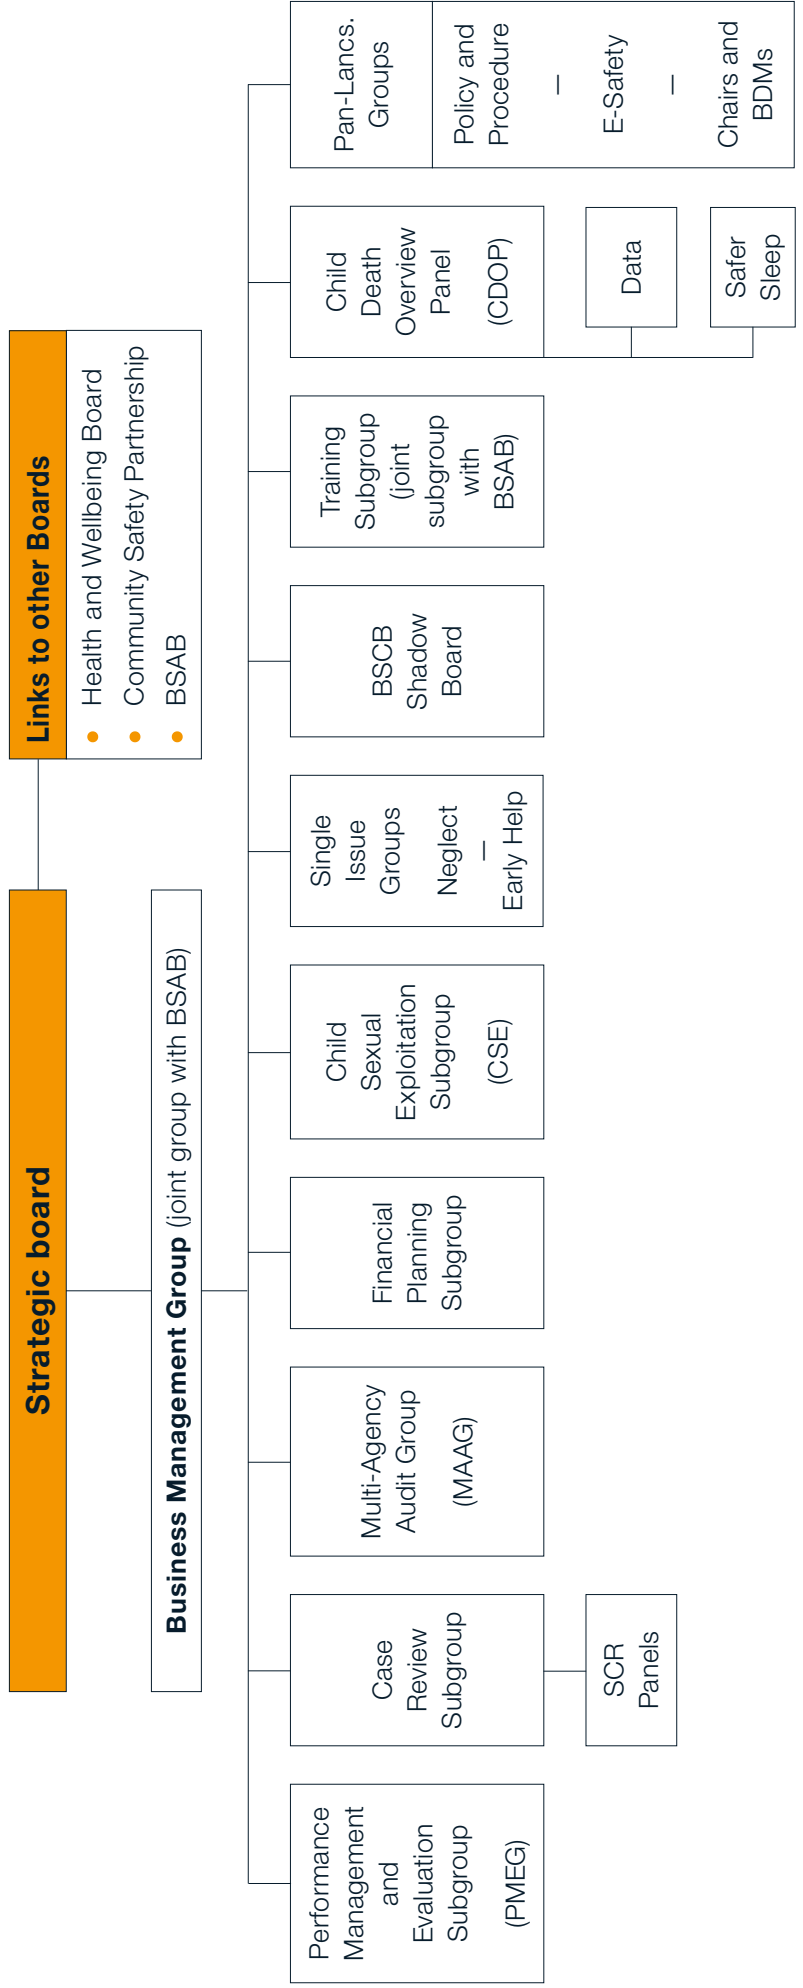 Strategic board
Links to other Boards
● Health and Wellbeing Board
● Community Safety Partnership
● BSAB
Business Management Group (joint group with BSAB)
Performance
Management
and
Evaluation
Subgroup
(PMEG)
Case
Review
Subgroup
SCR
Panels
Multi-Agency
Audit Group
(MAAG)
Financial
Planning
Subgroup
Child
Sexual
Exploitation
Subgroup
(CSE)
Single
Issue
Groups
Neglect
–
Early Help
BSCB
Shadow
Board
Training
Subgroup
(joint
subgroup
with
BSAB)
Child
Death
Overview
Panel
(CDOP)
Data
Safer
Sleep
Pan-Lancs.
Groups
Policy and
Procedure
–
E-Safety
–
Chairs and
BDMs